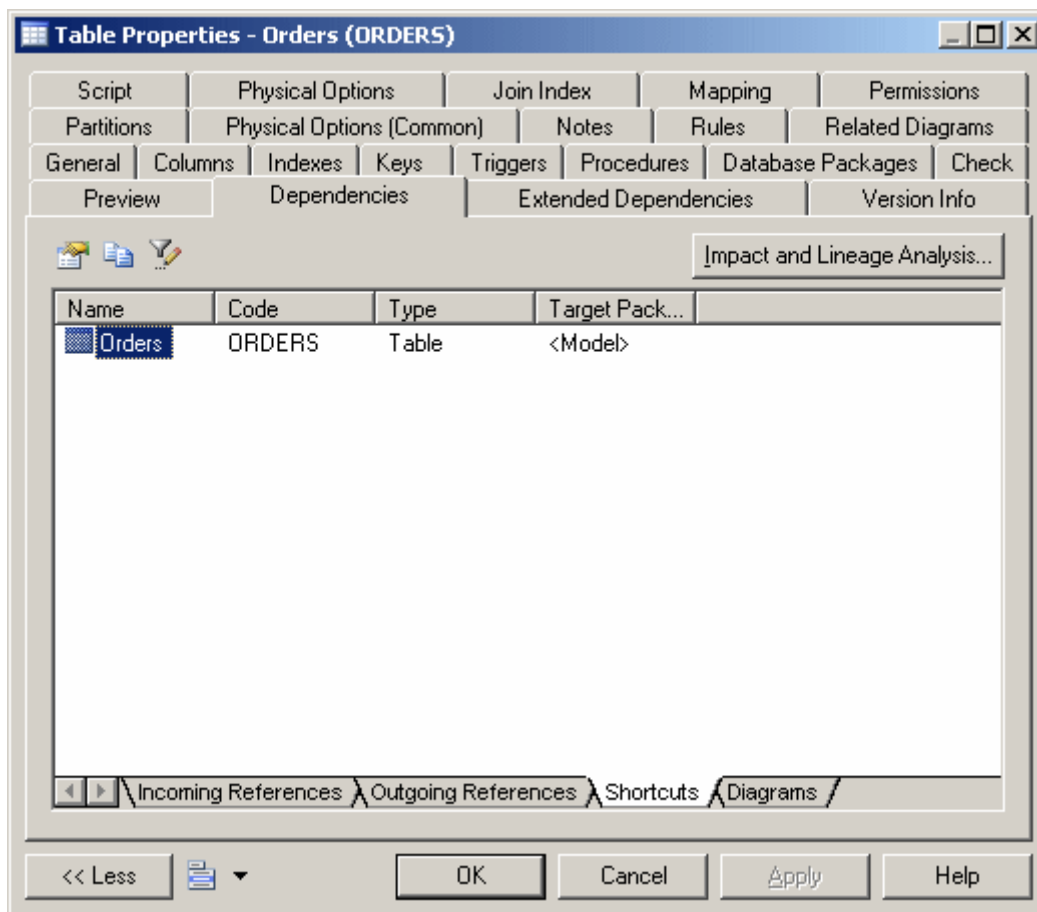 Table Properties - Orders (ORDERS)
Script Physical Options Join Index Mapping Permissions
Partitions Physical Options (Common) Notes Rules Related Diagrams
General Columns Indexes Keys Triggers Procedures Database Packages Check
Preview Dependencies Extended Dependencies Version Info
Impact and Lineage Analysis...
Name Code Type Target Pack...
Orders ORDERS Table <Model>
Incoming References Outgoing References Shortcuts Diagrams
<< Less OK Cancel Apply Help